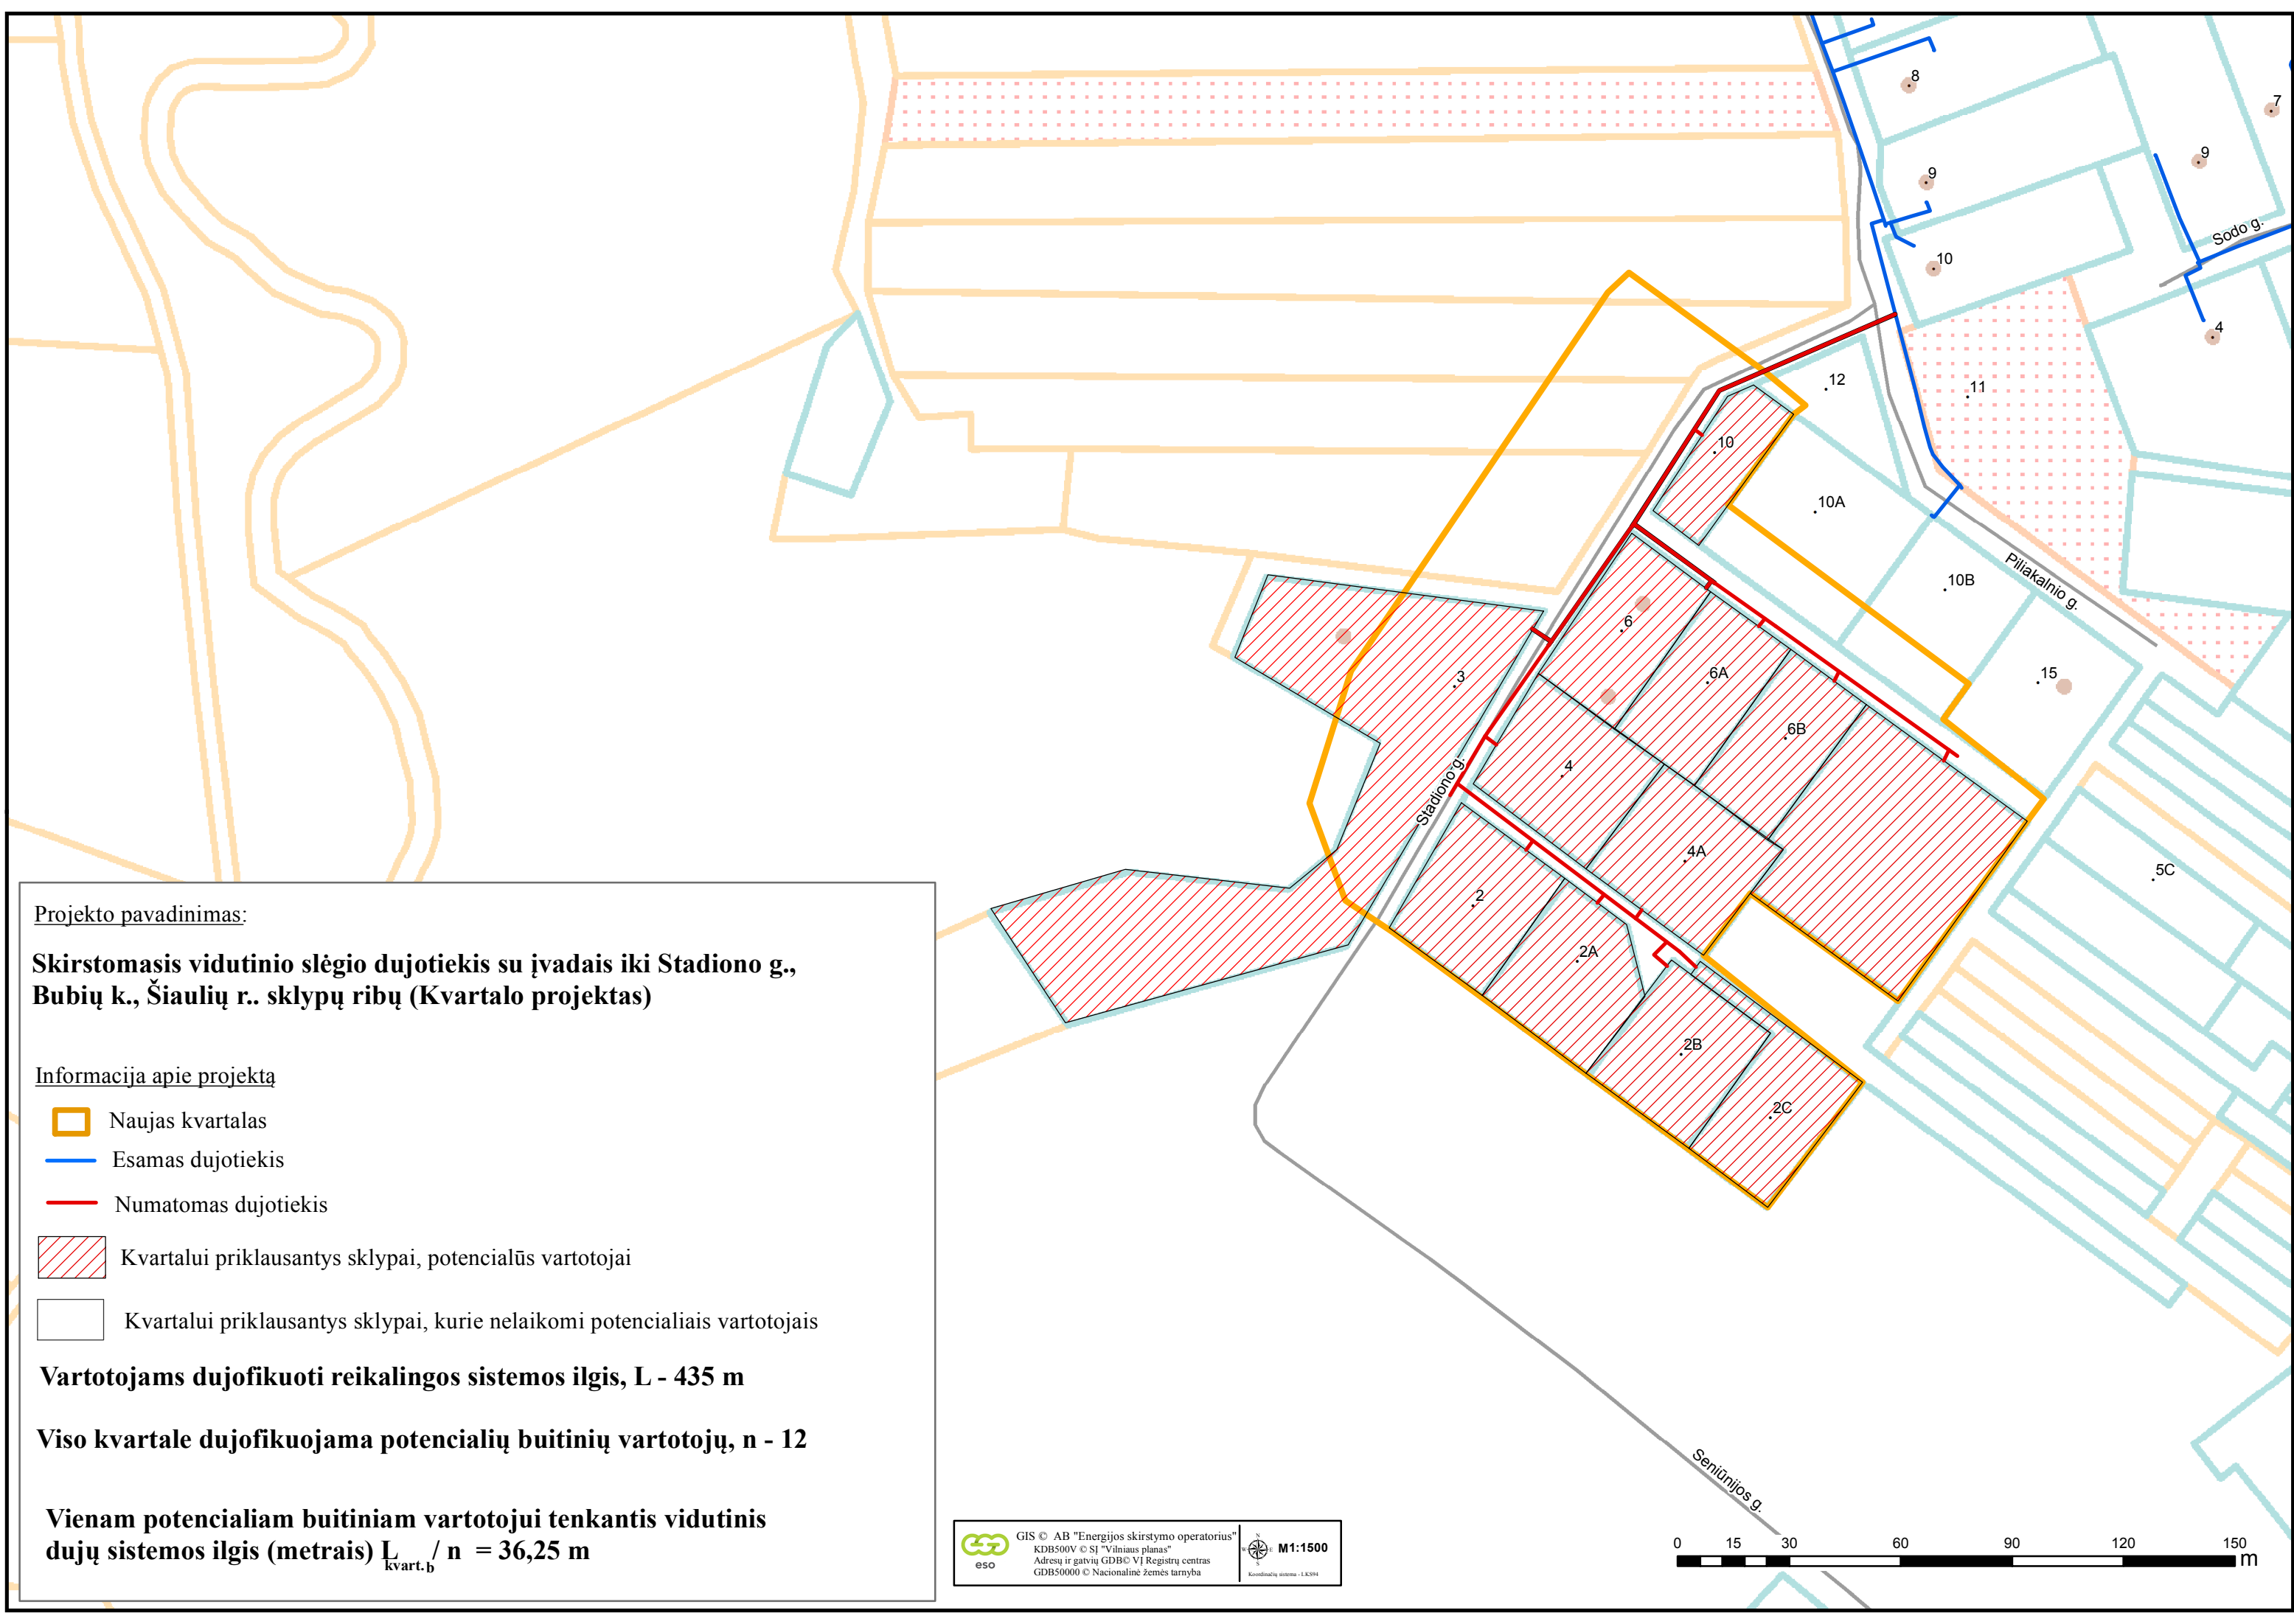 8
7
9
9
Sodo g.
10
4
12
11
10
10A
10B
Piliakalnio g.
6
3
6A
15
6B
4
Stadiono g.
4A
5C
2
2A
2B
2C
Seniūnijos g.
Projekto pavadinimas:
Skirstomasis vidutinio slėgio dujotiekis su įvadais iki Stadiono g.,
Bubių k., Šiaulių r.. sklypų ribų (Kvartalo projektas)
Informacija apie projektą
Naujas kvartalas
Esamas dujotiekis
Numatomas dujotiekis
Kvartalui priklausantys sklypai, potencialūs vartotojai
Kvartalui priklausantys sklypai, kurie nelaikomi potencialiais vartotojais
Vartotojams dujofikuoti reikalingos sistemos ilgis, L - 435 m
Viso kvartale dujofikuojama potencialių buitinių vartotojų, n - 12
Vienam potencialiam buitiniam vartotojui tenkantis vidutinis
dujų sistemos ilgis (metrais) L kvart.b / n = 36,25 m
eso
GIS © AB "Energijos skirstymo operatorius"
KDB500V © SĮ "Vilniaus planas"
Adresų ir gatvių GDB© VĮ Registrų centras
GDB50000 © Nacionalinė žemės tarnyba
N
W E
S
M1:1500
Koordinačių sistema - LKS94
0 15 30 60 90 120 150
m